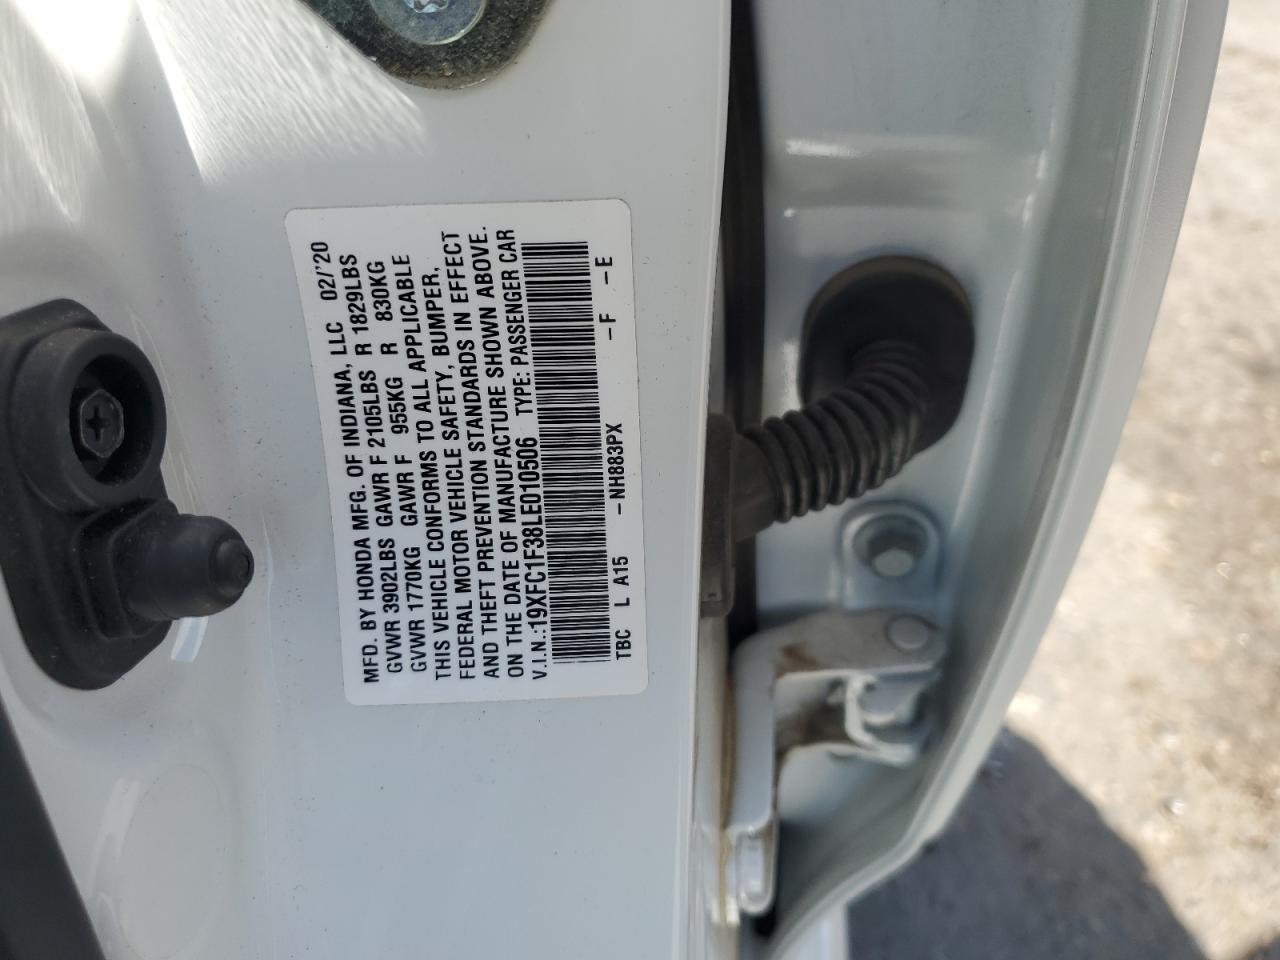 MFD. BY HONDA MFG. OF INDIANA, LLC 02/'20
GVWR 3902LBS GAWR F 2105LBS R 1829LBS
GVWR 1770KG GAWR F 955KG R 830KG
THIS VEHICLE CONFORMS TO ALL APPLICABLE
FEDERAL MOTOR VEHICLE SAFETY, BUMPER,
AND THEFT PREVENTION STANDARDS IN EFFECT
ON THE DATE OF MANUFACTURE SHOWN ABOVE.
V.I.N.:19XFC1F38LE010506 TYPE: PASSENGER CAR
TBC L A15 -NH883PX -F -E